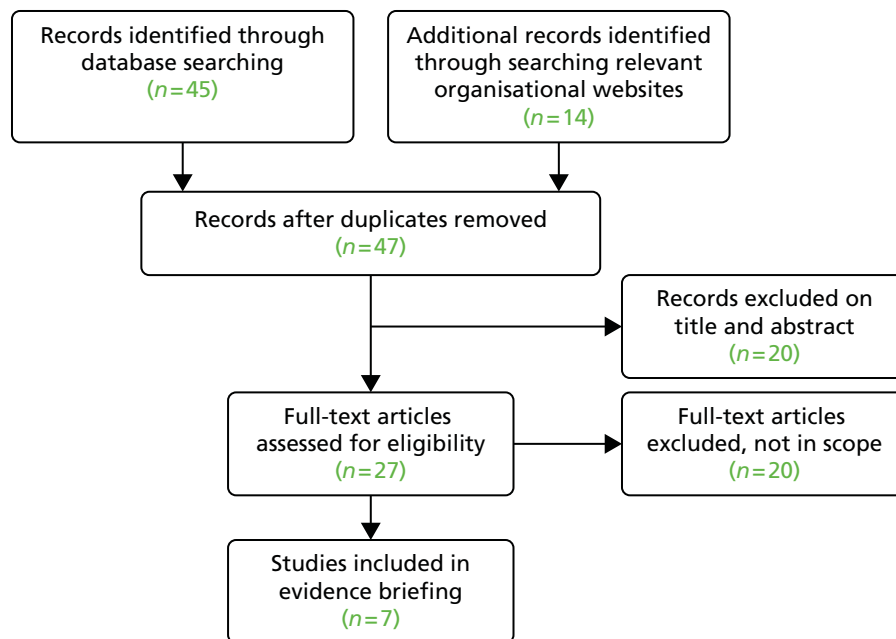 Records identified through
database searching
(n=45)
Additional records identified
through searching relevant
organisational websites
(n=14)
Records after duplicates removed
(n=47)
Records excluded on
title and abstract
(n=20)
Full-text articles
assessed for eligibility
(n=27)
Full-text articles
excluded, not in scope
(n=20)
Studies included in
evidence briefing
(n=7)